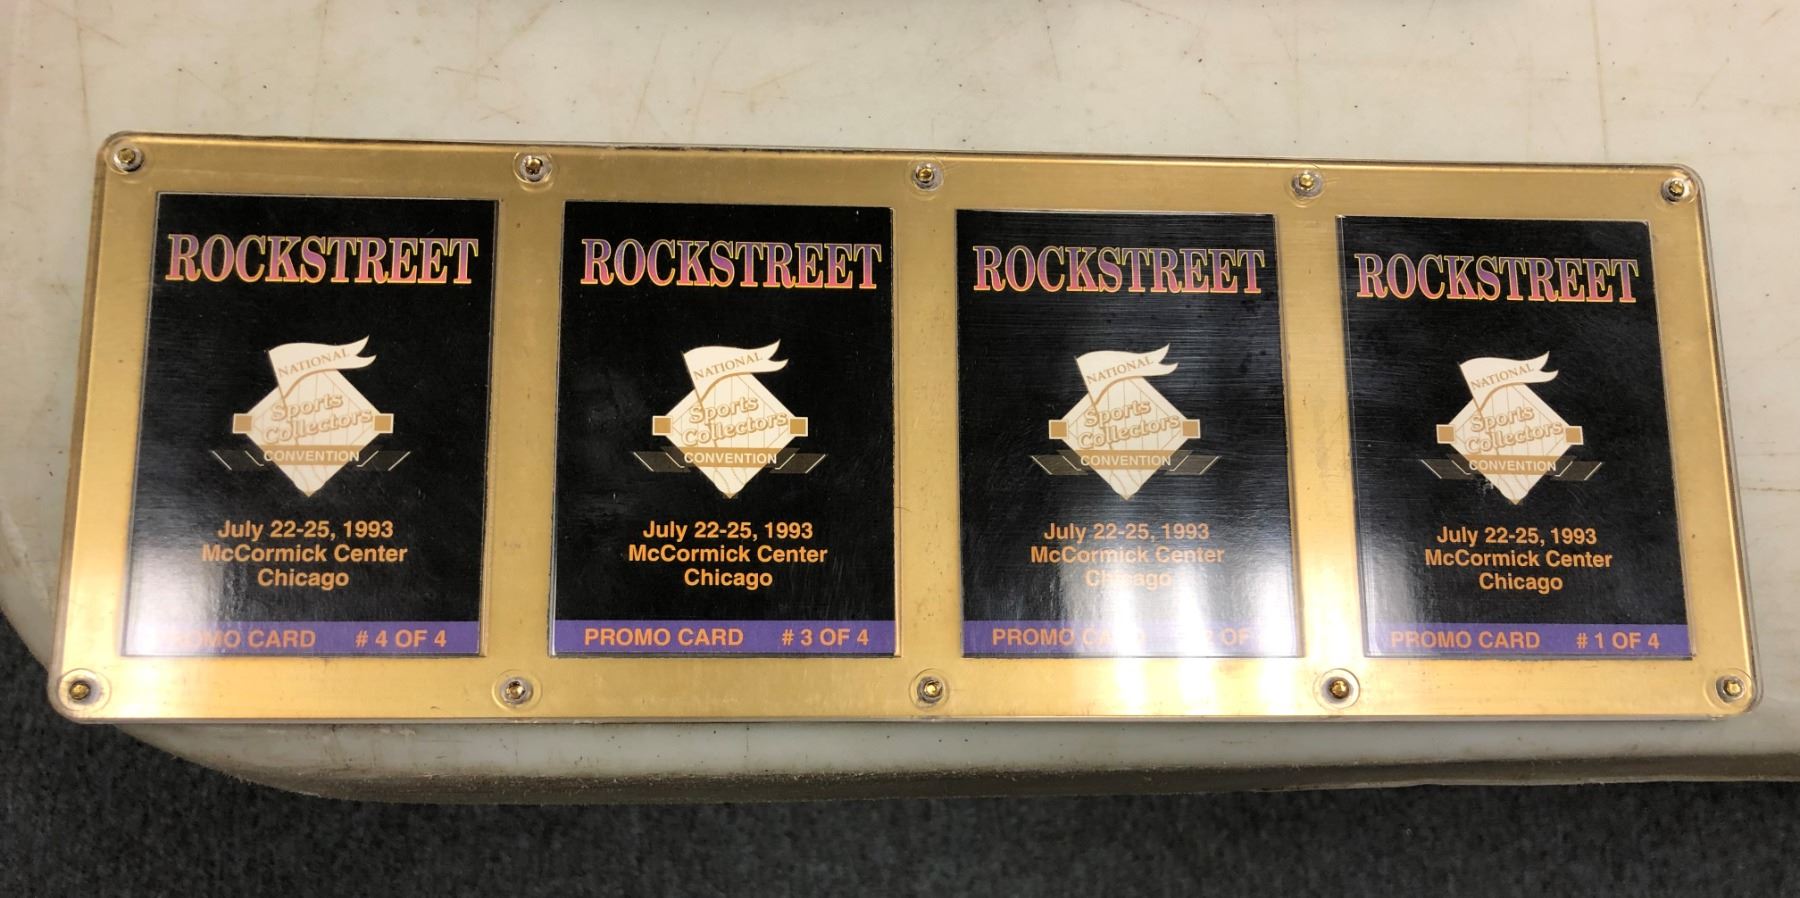 ROCKSTREET
NATIONAL
Sports
Collectors
CONVENTION
July 22-25, 1993
McCormick Center
Chicago
PROMO CARD # 4 OF 4
ROCKSTREET
NATIONAL
Sports
Collectors
CONVENTION
July 22-25, 1993
McCormick Center
Chicago
PROMO CARD # 3 OF 4
ROCKSTREET
NATIONAL
Sports
Collectors
CONVENTION
July 22-25, 1993
McCormick Center
Chicago
PROMO 2 OF
ROCKSTREET
NATIONAL
Sports
Collectors
CONVENTION
July 22-25, 1993
McCormick Center
Chicago
PROMO CARD # 1 OF 4